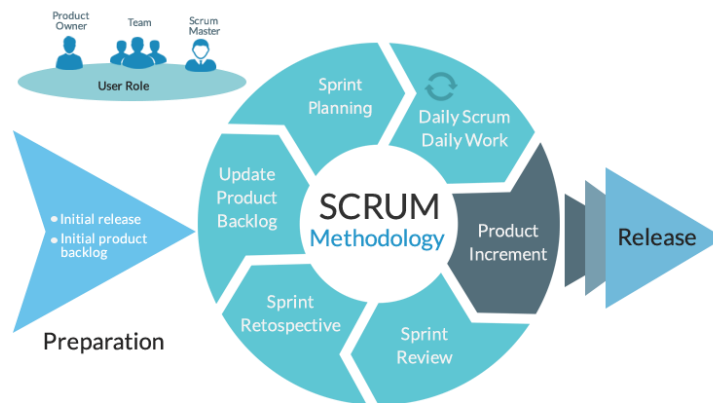 Product
Owner
Team
Scrum
Master
User Role
Sprint
Planning
Daily Scrum
Daily Work
Update
Product
Backlog
SCRUM
Methodology
Product
Increment
Release
Initial release
Initial product
backlog
Sprint
Retospective
Sprint
Review
Preparation